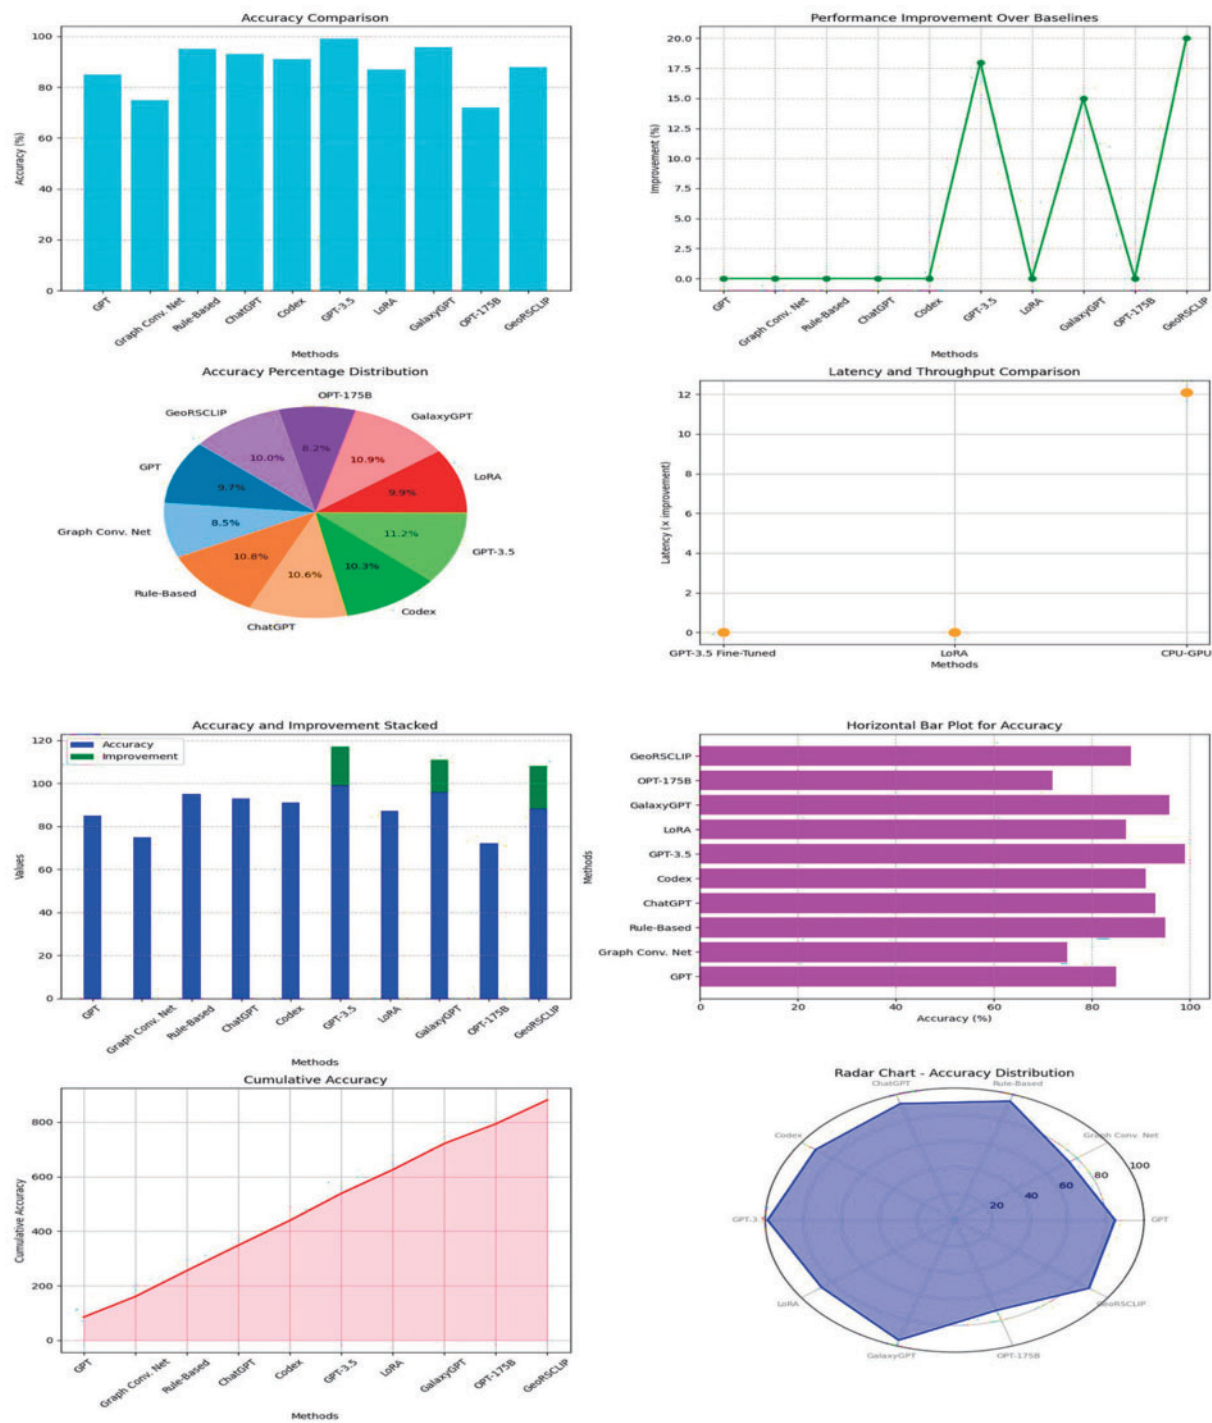 Accuracy Comparison
100
80
60
40
20
0
Accuracy (%)
GPT
Graph Conv. Net
Rule-Based
ChatGPT
Codex
GPT-3.5
LoRA
GalaxyGPT
OPT-175B
GeoRSCLIP
Methods
Performance Improvement Over Baselines
20.0
17.5
15.0
12.5
10.0
7.5
5.0
2.5
0.0
Improvement (%)
GPT
Graph Conv. Net
Rule-Based
ChatGPT
Codex
GPT-3.5
LoRA
GalaxyGPT
OPT-175B
GeoRSCLIP
Methods
Accuracy Percentage Distribution
OPT-175B
GeoRSCLIP
GalaxyGPT
8.2%
10.0%
10.9%
GPT
LoRA
9.7%
9.9%
Graph Conv. Net
8.5%
11.2%
GPT-3.5
10.8%
10.6%
10.3%
Rule-Based
Codex
ChatGPT
Latency and Throughput Comparison
12
10
8
6
4
2
0
Latency (x improvement)
GPT-3.5 Fine-Tuned
LoRA
CPU-GPU
Methods
Accuracy and Improvement Stacked
Accuracy
Improvement
120
100
80
60
40
20
0
Values
GPT
Graph Conv. Net
Rule-Based
ChatGPT
Codex
GPT-3.5
LoRA
GalaxyGPT
OPT-175B
GeoRSCLIP
Methods
Horizontal Bar Plot for Accuracy
Methods
GeoRSCLIP
OPT-175B
GalaxyGPT
LoRA
GPT-3.5
Codex
ChatGPT
Rule-Based
Graph Conv. Net
GPT
0
20
40
60
80
100
Accuracy (%)
Cumulative Accuracy
800
600
400
200
0
Cumulative Accuracy
GPT
Graph Conv. Net
Rule-Based
ChatGPT
Codex
GPT-3.5
LoRA
GalaxyGPT
OPT-175B
GeoRSCLIP
Methods
Radar Chart - Accuracy Distribution
ChatGPT
Rule-Based
Codex
Graph Conv. Net
100
80
60
40
20
GPT-3
GPT
LoRA
GeoRSCLIP
GalaxyGPT
OPT-175B